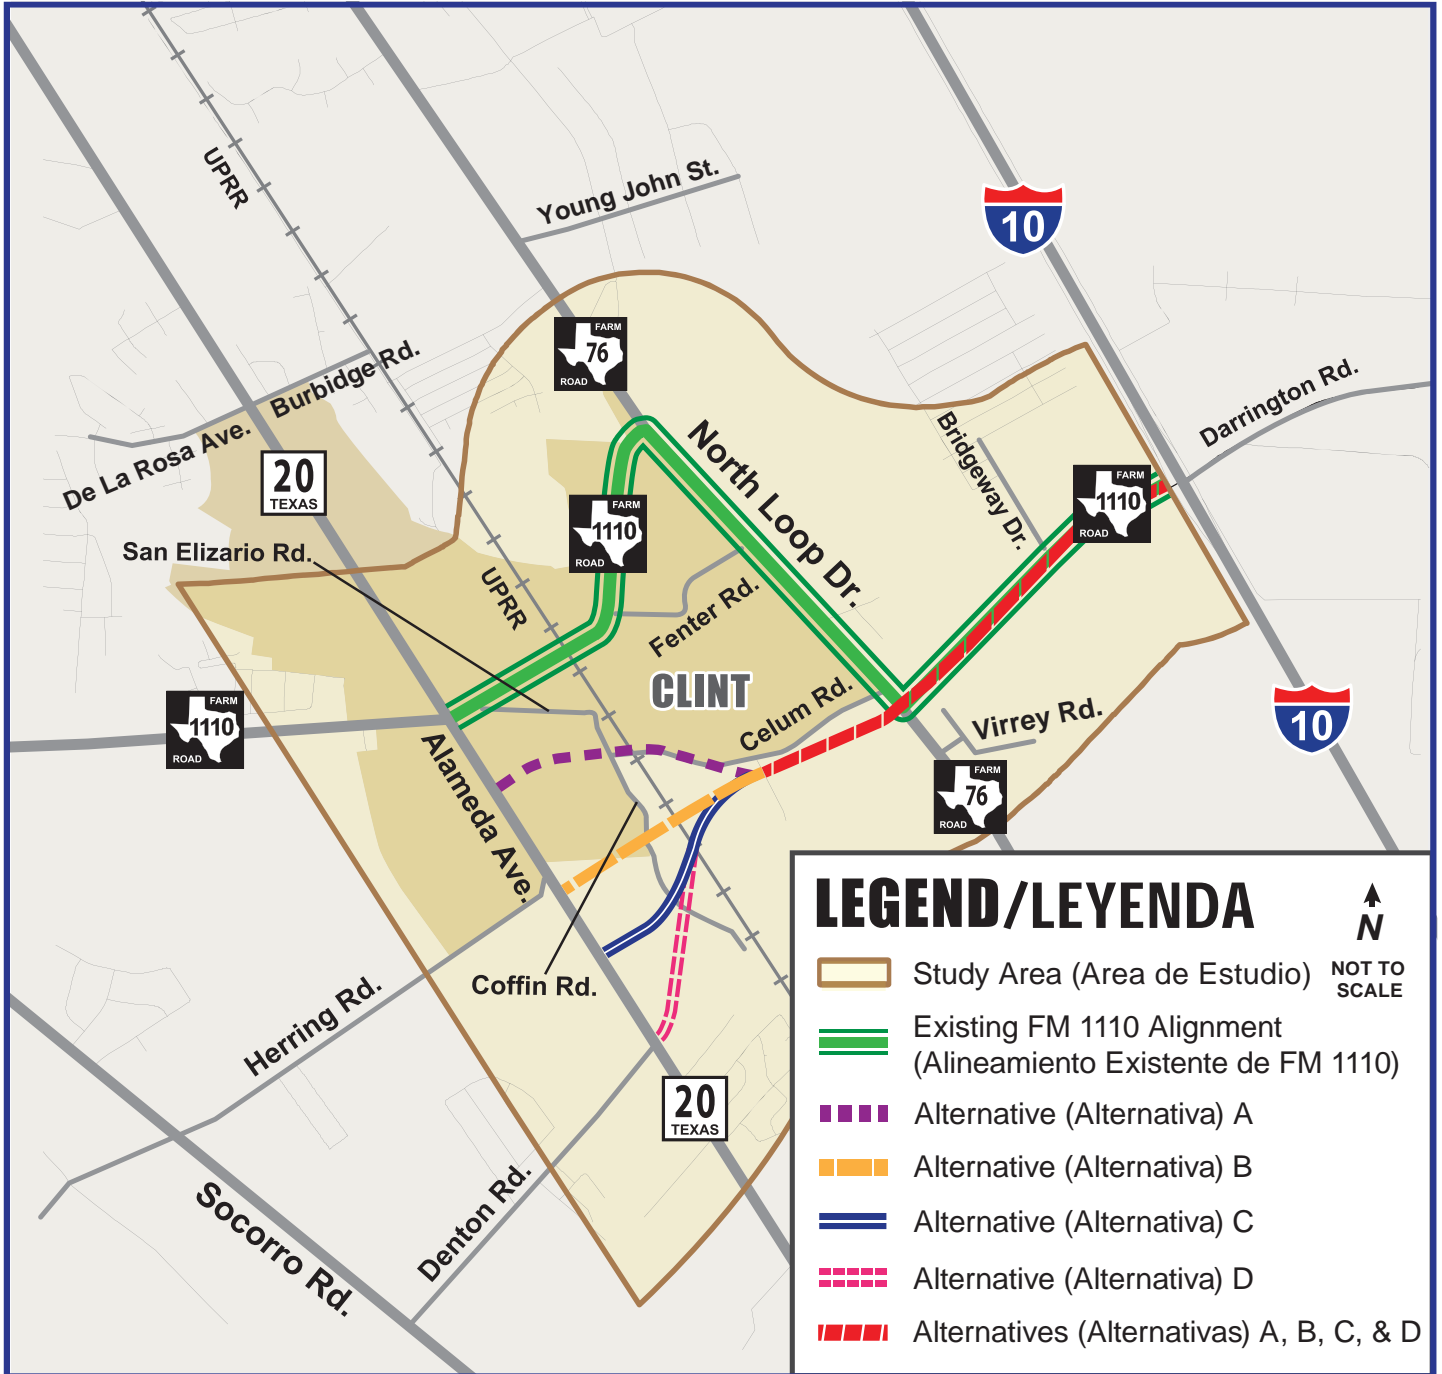 UPRR
Young John St.
10
FARM
76
ROAD
Burbidge Rd.
De La Rosa Ave.
Darrington Rd.
20
TEXAS
North Loop Dr.
Bridgeway Dr.
FARM
1110
ROAD
FARM
1110
ROAD
San Elizario Rd.
UPRR
Fenter Rd.
CLINT
Celum Rd.
Virrey Rd.
10
FARM
1110
ROAD
Alameda Ave.
FARM
76
ROAD
Coffin Rd.
Herring Rd.
20
TEXAS
Denton Rd.
Socorro Rd.
LEGEND/LEYENDA
N
NOT TO
SCALE
Study Area (Area de Estudio)
Existing FM 1110 Alignment
(Alineamiento Existente de FM 1110)
Alternative (Alternativa) A
Alternative (Alternativa) B
Alternative (Alternativa) C
Alternative (Alternativa) D
Alternatives (Alternativas) A, B, C, & D